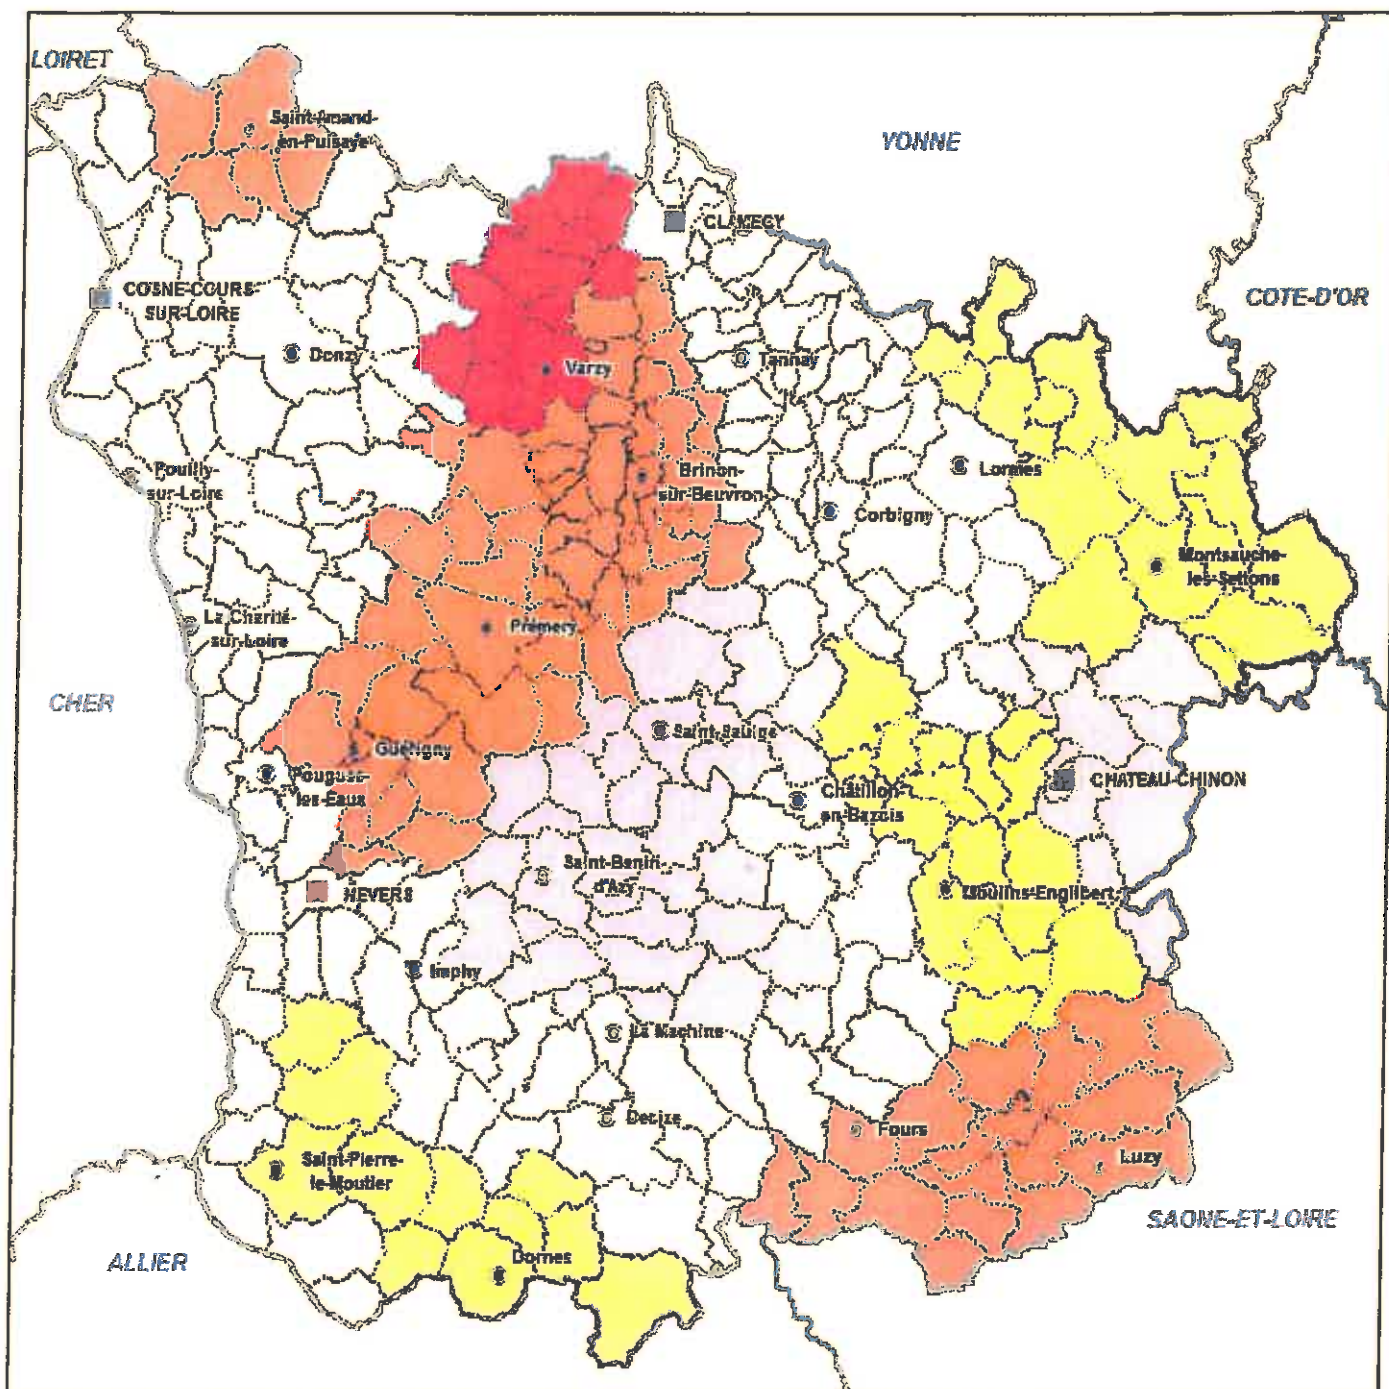 LOIRET
Saint-Amand-
en-Puisaye
YONNE
CLAMECY
COSNE-COURS-
SUR-LOIRE
COTE-D'OR
Donzy
Varzy
Tannay
Pouilly-
sur-Loire
Brinon-
sur-Beuvron
Lormes
Corbigny
Montsauche-
les-Settons
La Charité-
sur-Loire
Prémery
CHER
Saint-Saulge
Guérigny
Pougues-
les-Eaux
Châtillon-
en-Bazois
CHATEAU-CHINON
Saint-Benin-
d'Azy
NEVERS
Moulins-Engilbert
Imphy
La Machine
Decize
Fours
Luzy
Saint-Pierre-
le-Moutier
SAONE-ET-LOIRE
Dornes
ALLIER